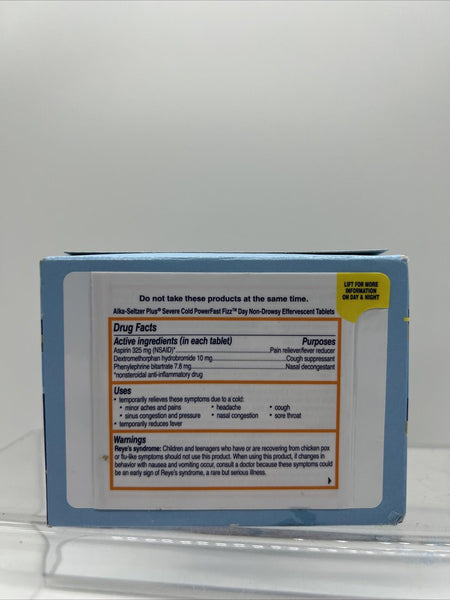 LIFT FOR MORE
INFORMATION
ON DAY & NIGHT
Do not take these products at the same time.
Alka-Seltzer Plus® Severe Cold PowerFast Fizz™ Day Non-Drowsy Effervescent Tablets
Drug Facts
Active ingredients (in each tablet) Purposes
Aspirin 325 mg (NSAID)* Pain reliever/fever reducer
Dextromethorphan hydrobromide 10 mg Cough suppressant
Phenylephrine bitartrate 7.8 mg Nasal decongestant
*nonsteroidal anti-inflammatory drug
Uses
• temporarily relieves these symptoms due to a cold:
• minor aches and pains • headache • cough
• sinus congestion and pressure • nasal congestion • sore throat
• temporarily reduces fever
Warnings
Reye's syndrome: Children and teenagers who have or are recovering from chicken pox
or flu-like symptoms should not use this product. When using this product, if changes in
behavior with nausea and vomiting occur, consult a doctor because these symptoms could
be an early sign of Reye's syndrome, a rare but serious illness.